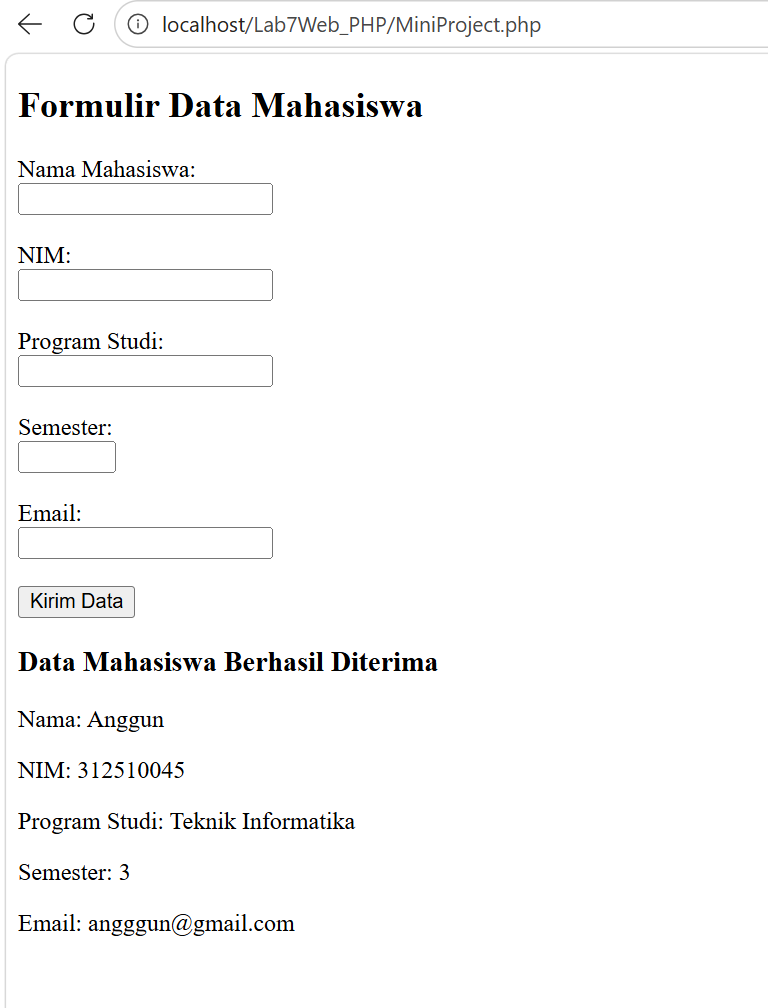 localhost/Lab7Web_PHP/MiniProject.php
Formulir Data Mahasiswa
Nama Mahasiswa:
NIM:
Program Studi:
Semester:
Email:
Kirim Data
Data Mahasiswa Berhasil Diterima
Nama: Anggun
NIM: 312510045
Program Studi: Teknik Informatika
Semester: 3
Email: angggun@gmail.com